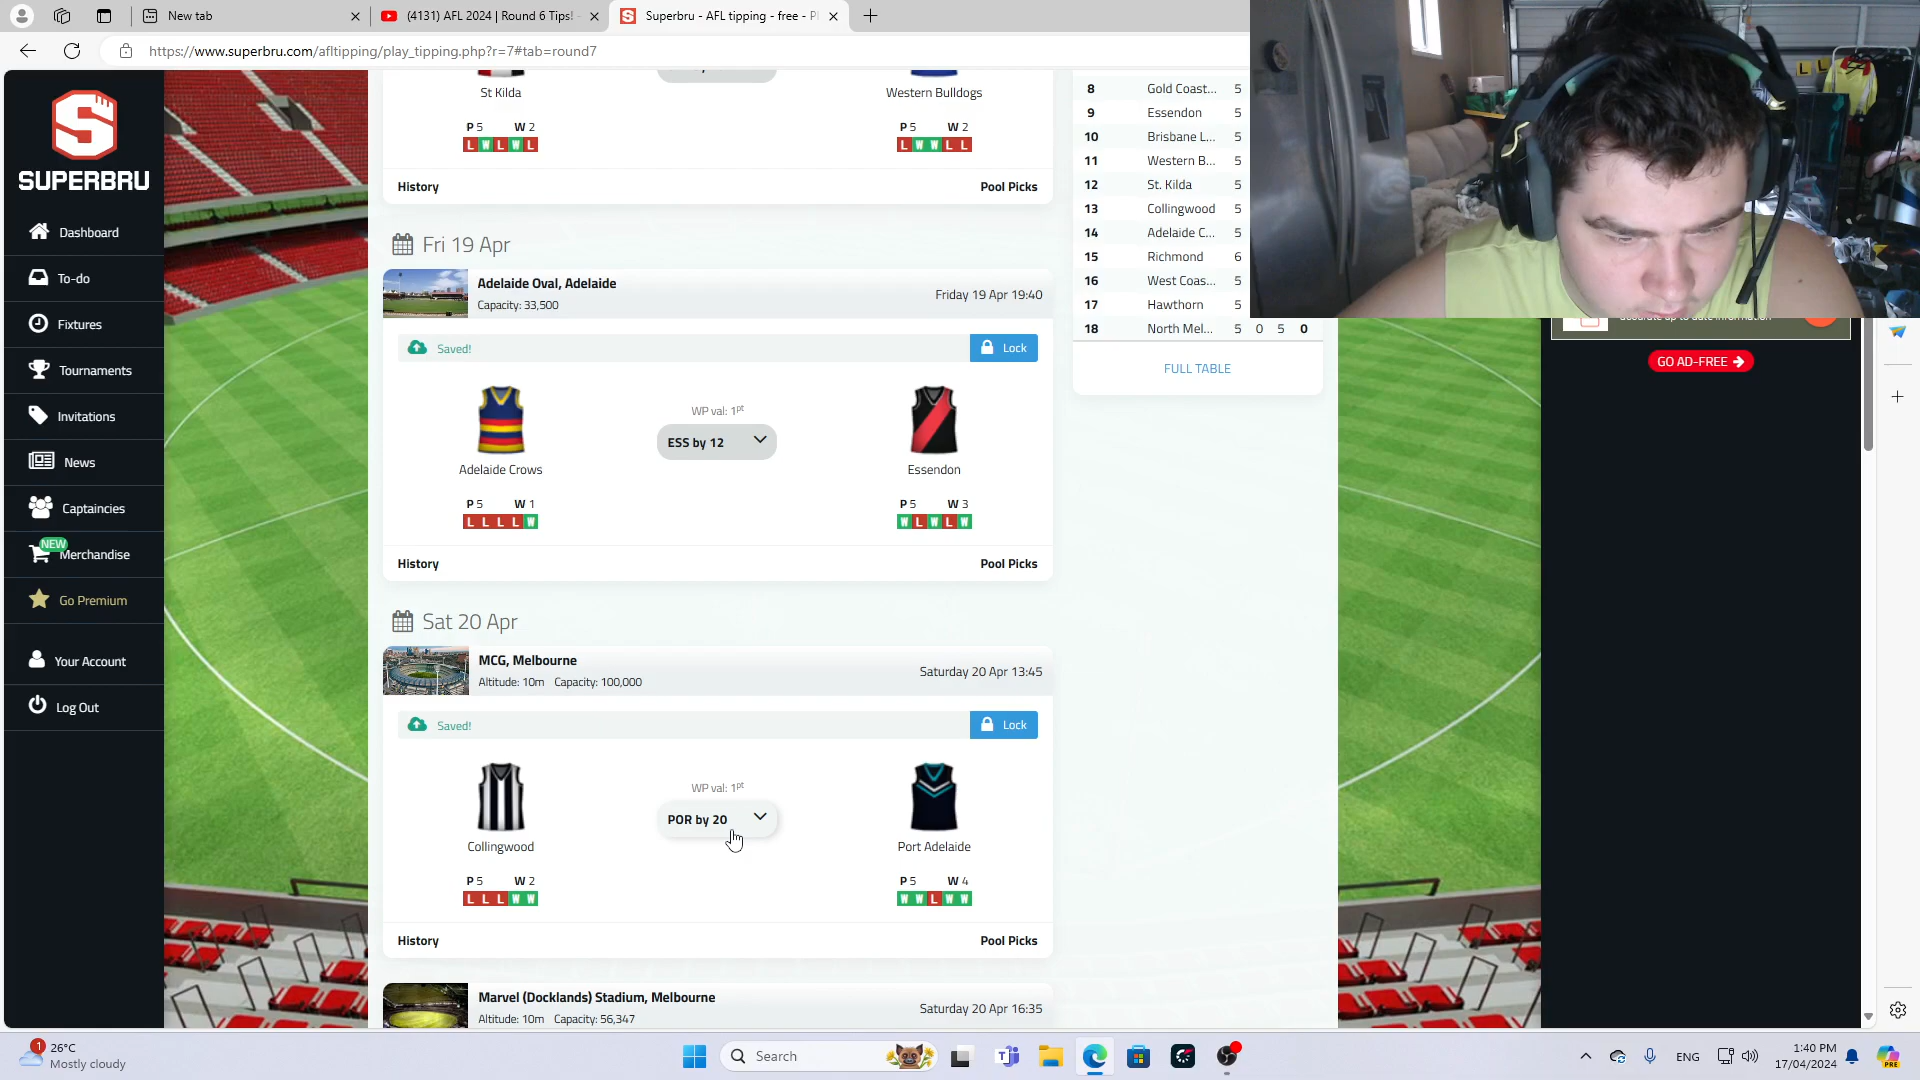 New tab
(4131) AFL 2024 | Round 6 Tips!
Superbru - AFL tipping - free - Pl
https://www.superbru.com/afltipping/play_tipping.php?r=7#tab=round7
SUPERBRU
Dashboard
To-do
Fixtures
Tournaments
Invitations
News
Captaincies
NEW
Merchandise
Go Premium
Your Account
Log Out
St Kilda
Western Bulldogs
P 5 W 2
P 5 W 2
L W L W L
L W W L L
History
Pool Picks
Fri 19 Apr
Adelaide Oval, Adelaide
Capacity: 33,500
Friday 19 Apr 19:40
Saved!
Lock
WP val: 1pt
ESS by 12
Adelaide Crows
Essendon
P 5 W 1
P 5 W 3
L L L L W
W L W L W
History
Pool Picks
Sat 20 Apr
MCG, Melbourne
Altitude: 10m Capacity: 100,000
Saturday 20 Apr 13:45
Saved!
Lock
WP val: 1pt
POR by 20
Collingwood
Port Adelaide
P 5 W 2
P 5 W 4
L L L W W
W W L W W
History
Pool Picks
Marvel (Docklands) Stadium, Melbourne
Altitude: 10m Capacity: 56,347
Saturday 20 Apr 16:35
8 Gold Coast... 5
9 Essendon 5
10 Brisbane L... 5
11 Western B... 5
12 St. Kilda 5
13 Collingwood 5
14 Adelaide C... 5
15 Richmond 6
16 West Coas... 5
17 Hawthorn 5
18 North Mel... 5 0 5 0
FULL TABLE
GO AD-FREE
1
26°C
Mostly cloudy
Search
ENG
1:40 PM
17/04/2024
PRE